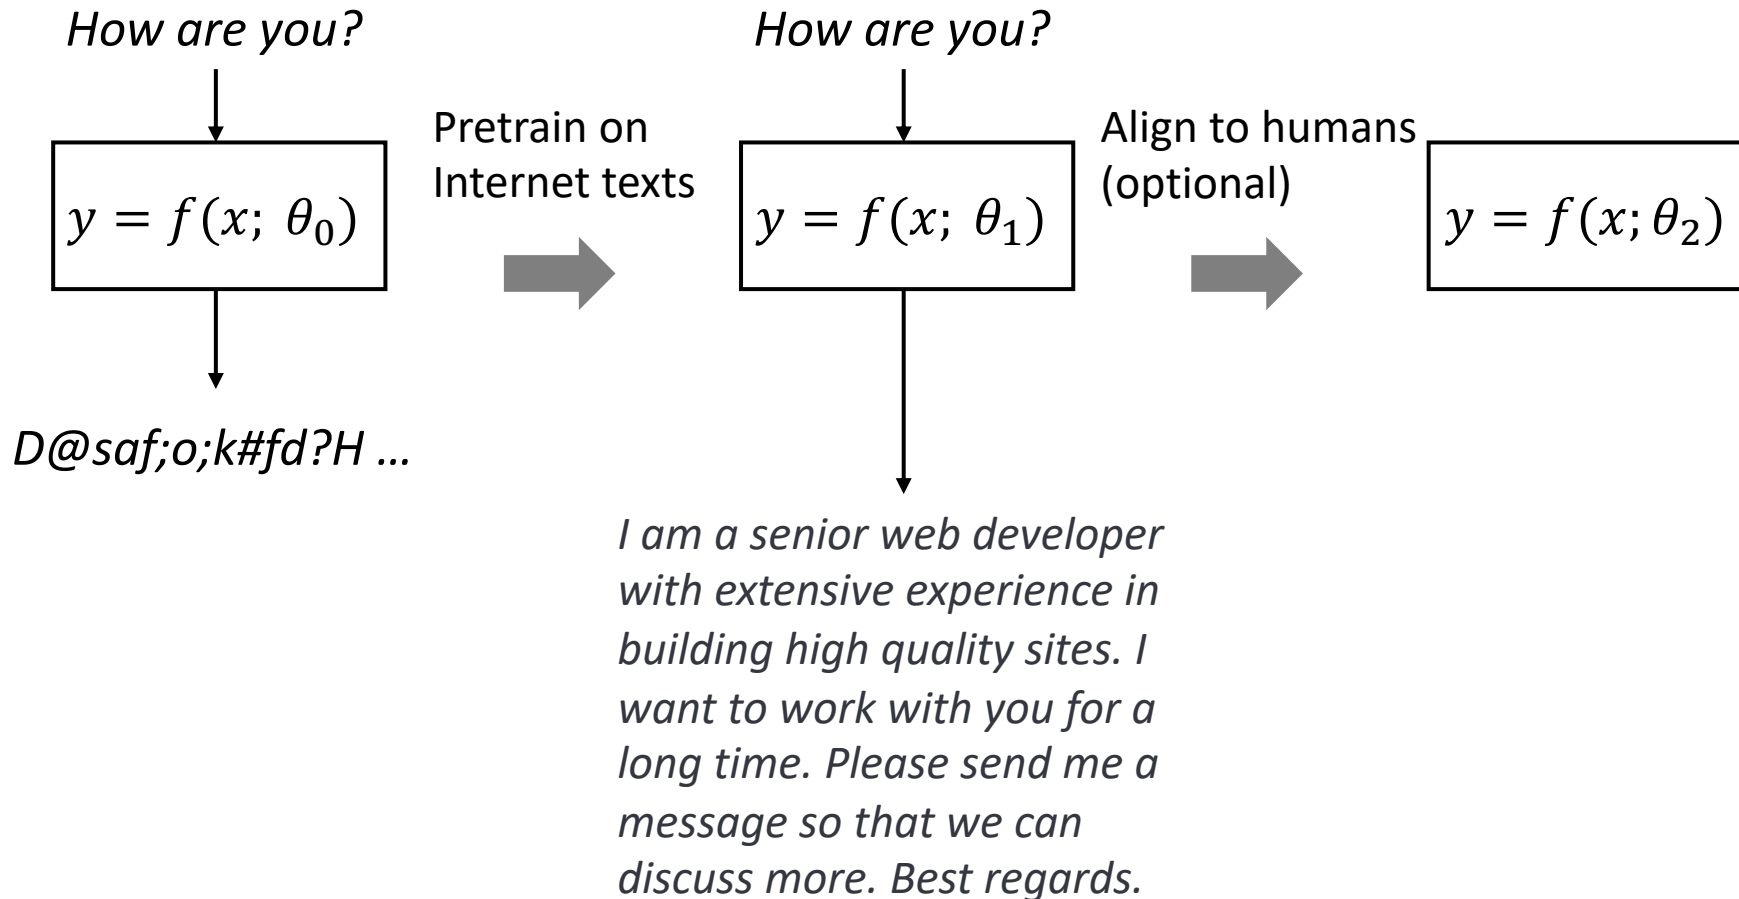 How are you?
y = f(x; θ₀)
D@saf;o;k#fd?H ...
Pretrain on
Internet texts
How are you?
y = f(x; θ₁)
I am a senior web developer
with extensive experience in
building high quality sites. I
want to work with you for a
long time. Please send me a
message so that we can
discuss more. Best regards.
Align to humans
(optional)
y = f(x; θ₂)